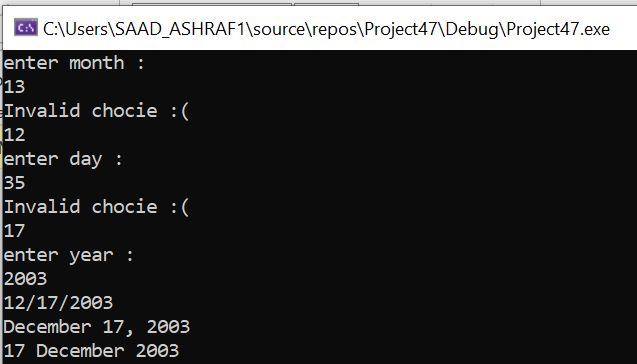 C:\Users\SAAD_ASHRAF1\source\repos\Project47\Debug\Project47.exe
enter month :
13
Invalid chocie :(
12
enter day :
35
Invalid chocie :(
17
enter year :
2003
12/17/2003
December 17, 2003
17 December 2003